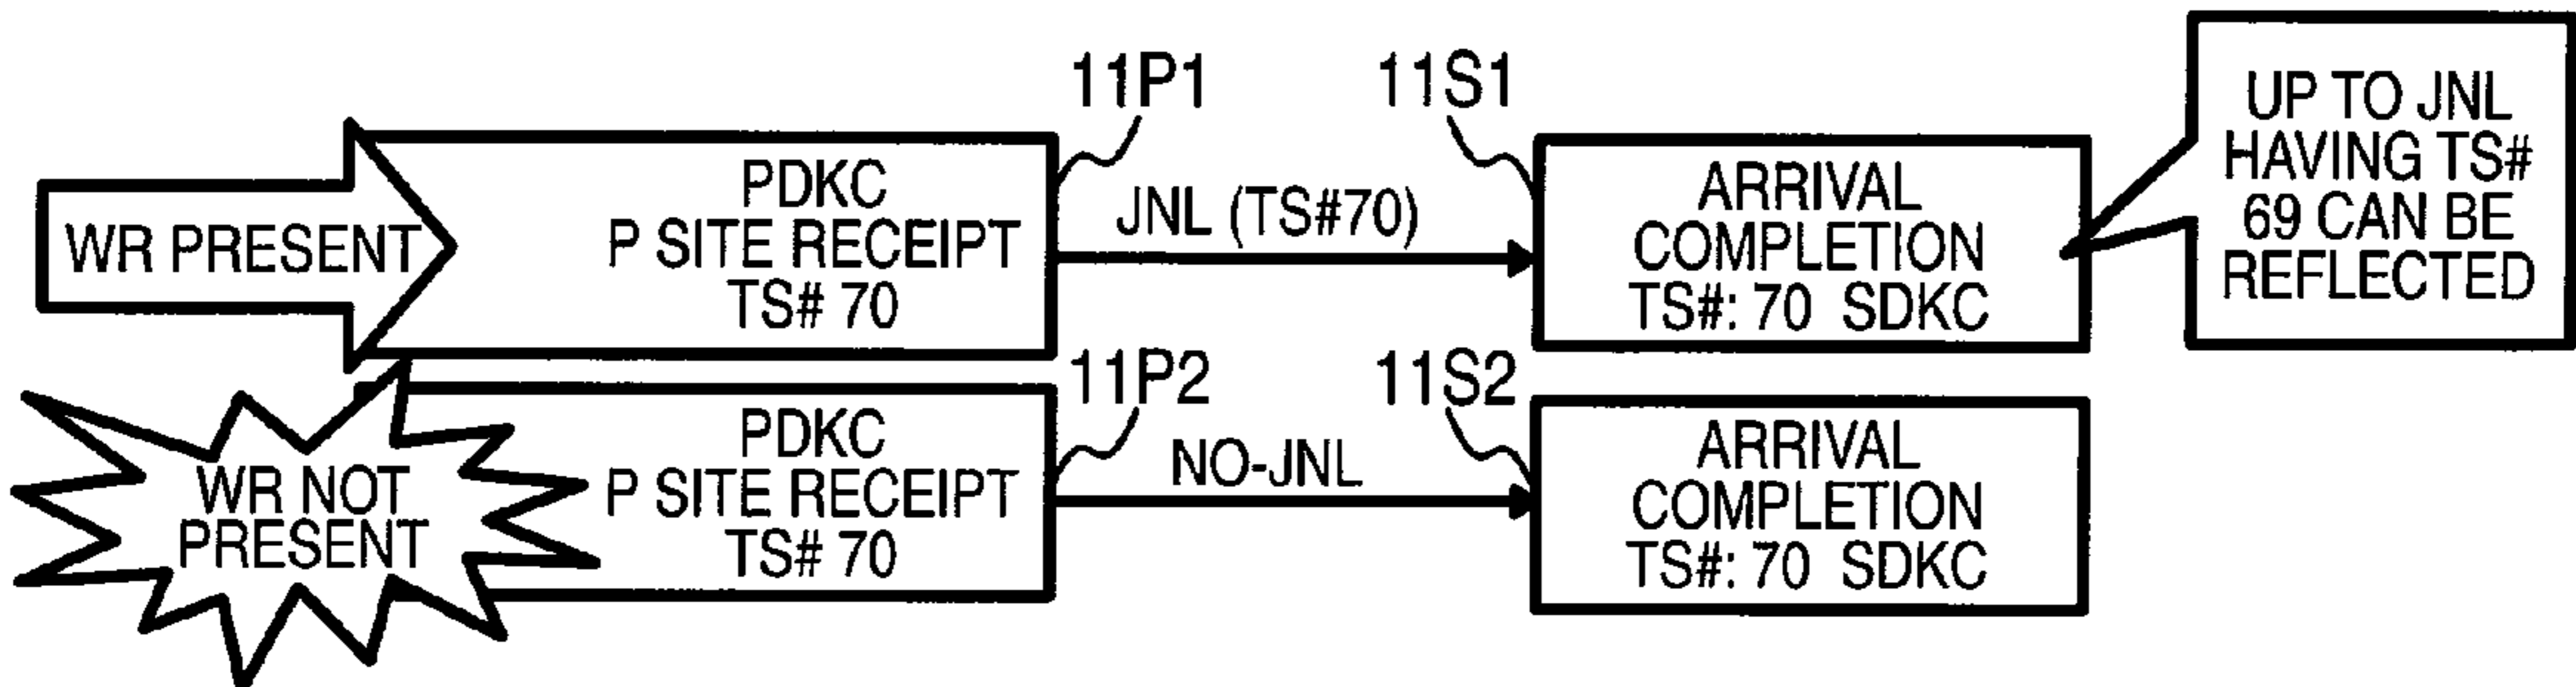 11P1
11S1
WR PRESENT
PDKC
P SITE RECEIPT
TS# 70
JNL (TS#70)
ARRIVAL
COMPLETION
TS#: 70 SDKC
UP TO JNL
HAVING TS#
69 CAN BE
REFLECTED
11P2
11S2
WR NOT
PRESENT
PDKC
P SITE RECEIPT
TS# 70
NO-JNL
ARRIVAL
COMPLETION
TS#: 70 SDKC